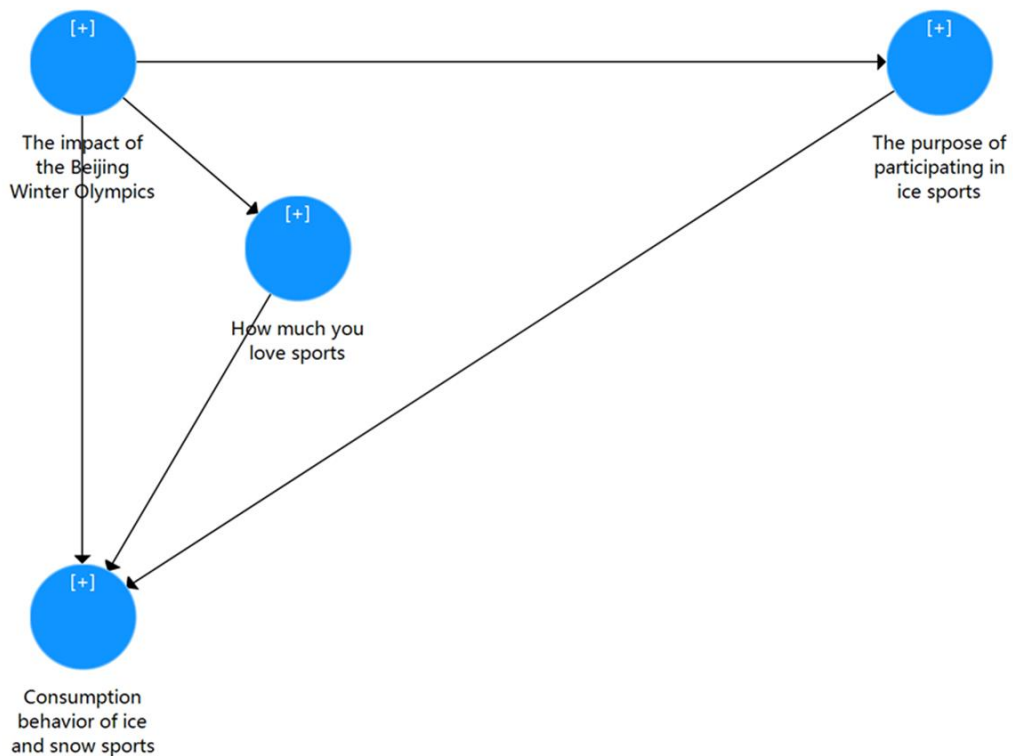 [+]
The impact of
the Beijing
Winter Olympics
[+]
The purpose of
participating in
ice sports
[+]
How much you
love sports
[+]
Consumption
behavior of ice
and snow sports